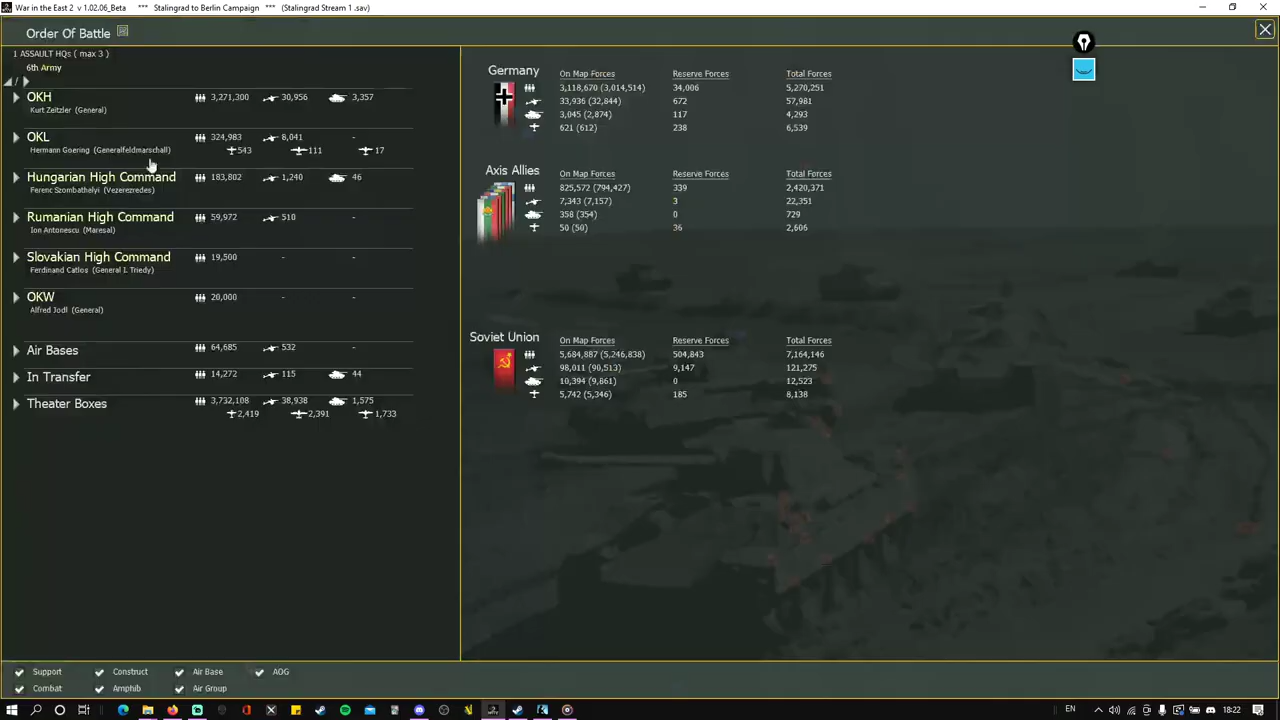 War in the East 2 v 1.02.06_Beta *** Stalingrad to Berlin Campaign *** (Stalingrad Stream 1 .sav)
Order Of Battle
1 ASSAULT HQs ( max 3 )
6th Army
/
OKH 3,271,300 30,956 3,357
Kurt Zeitzler (General)
OKL 324,983 8,041 -
Hermann Goering (Generalfeldmarschall) 543 111 17
Hungarian High Command 183,802 1,240 46
Ferenc Szombathelyi (Vezerezredes)
Rumanian High Command 59,972 510 -
Ion Antonescu (Maresal)
Slovakian High Command 19,500 - -
Ferdinand Catlos (General I. Triedy)
OKW 20,000 - -
Alfred Jodl (General)
Air Bases 64,685 532
In Transfer 14,272 115 44
Theater Boxes 3,732,108 38,938 1,575
2,419 2,391 1,733
Germany On Map Forces Reserve Forces Total Forces
3,118,670 (3,014,514) 34,006 5,270,251
33,936 (32,844) 672 57,981
3,045 (2,874) 117 4,293
621 (612) 238 6,539
Axis Allies On Map Forces Reserve Forces Total Forces
825,572 (794,427) 339 2,420,371
7,343 (7,157) 3 22,351
358 (354) 0 729
50 (50) 36 2,606
Soviet Union On Map Forces Reserve Forces Total Forces
5,684,887 (5,246,838) 504,843 7,164,146
98,011 (90,513) 9,147 121,275
10,394 (9,861) 0 12,523
5,742 (5,346) 185 8,138
Support Construct Air Base AOG
Combat Amphib Air Group
EN 18:22